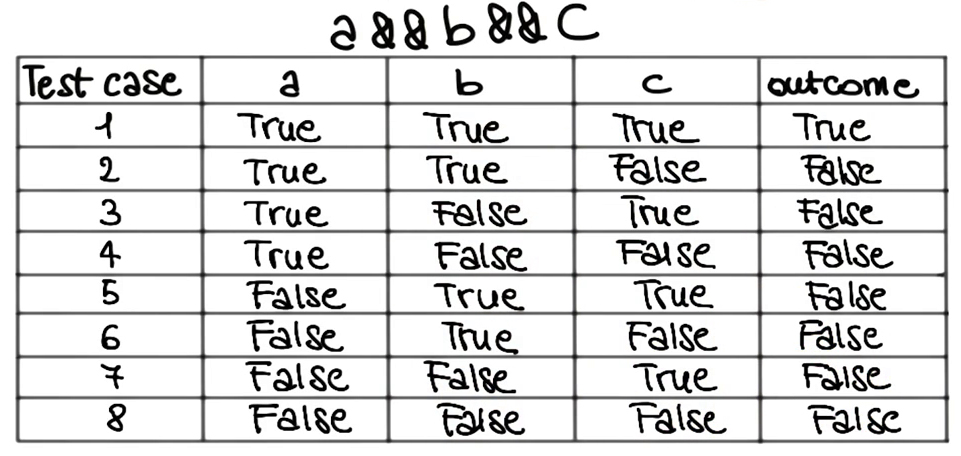 a && b && c
Test case a b c outcome
1 True True True True
2 True True False False
3 True False True False
4 True False False False
5 False True True False
6 False True False False
7 False False True False
8 False False False False